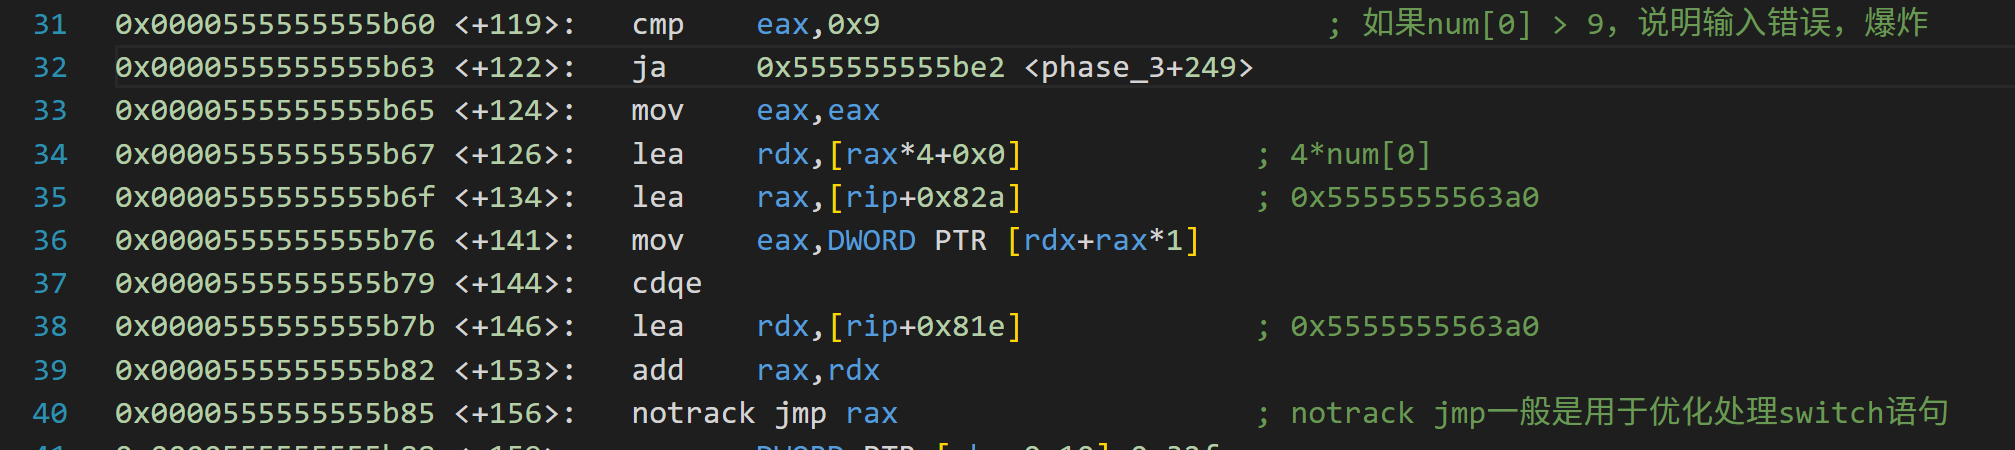 31 0x0000555555555b60 <+119>: cmp eax,0x9 ; 如果num[0] > 9，说明输入错误，爆炸
32 0x0000555555555b63 <+122>: ja 0x555555555be2 <phase_3+249>
33 0x0000555555555b65 <+124>: mov eax,eax
34 0x0000555555555b67 <+126>: lea rdx,[rax*4+0x0] ; 4*num[0]
35 0x0000555555555b6f <+134>: lea rax,[rip+0x82a] ; 0x5555555563a0
36 0x0000555555555b76 <+141>: mov eax,DWORD PTR [rdx+rax*1]
37 0x0000555555555b79 <+144>: cdqe
38 0x0000555555555b7b <+146>: lea rdx,[rip+0x81e] ; 0x5555555563a0
39 0x0000555555555b82 <+153>: add rax,rdx
40 0x0000555555555b85 <+156>: notrack jmp rax ; notrack jmp一般是用于优化处理switch语句